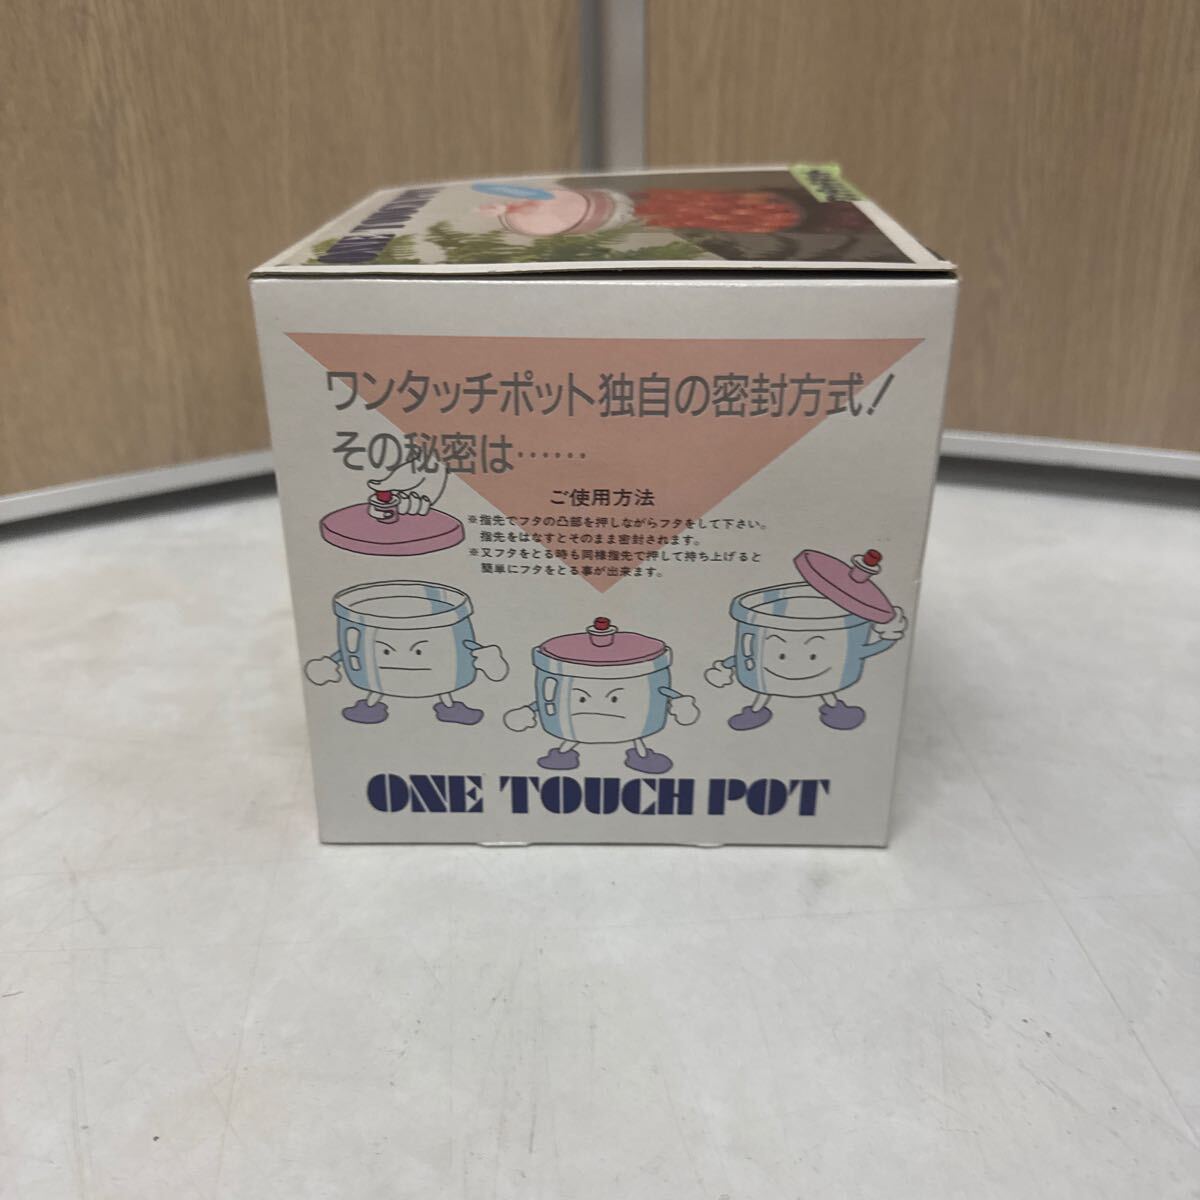 ONE TOUCH POT
ワンタッチポット独自の密封方式!
その秘密は……
ご使用方法
※指先でフタの凸部を押しながらフタをして下さい。
指先をはなすとそのまま密封されます。
※又フタをとる時も同様指先で押して持ち上げると
簡単にフタをとる事が出来ます。
ONE TOUCH POT